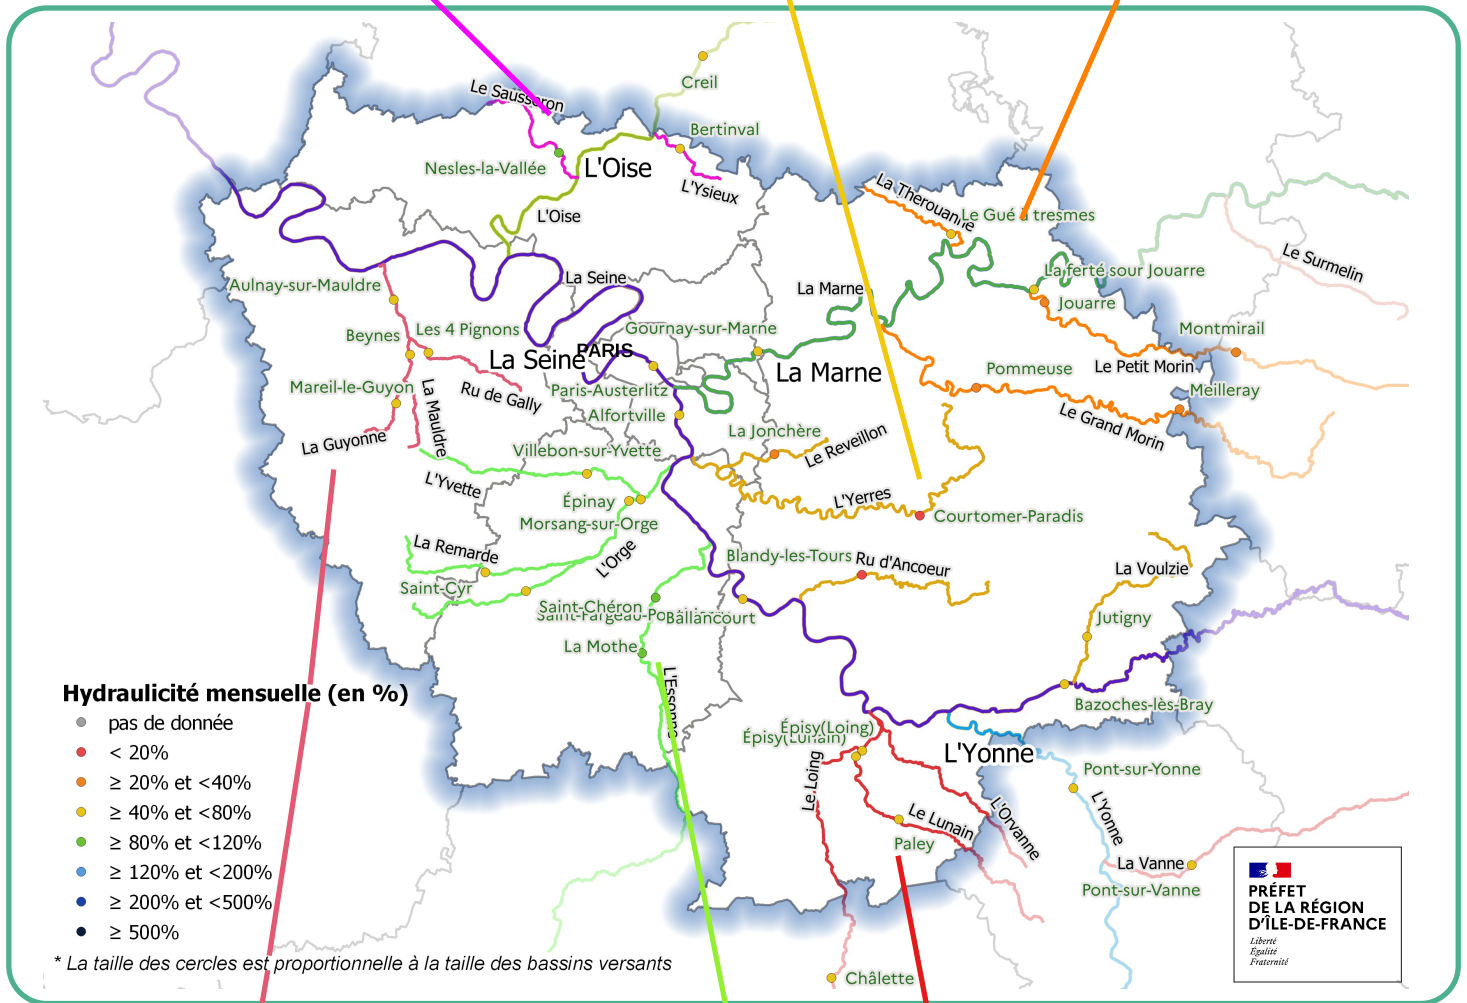 Creil
Le Sausseron
Bertinval
Nesles-la-Vallée
L'Oise
L'Ysieux
La Therouanne
Le Gué à tresmes
L'Oise
Le Surmelin
La Seine
La ferté sour Jouarre
Aulnay-sur-Mauldre
La Marne
Jouarre
Beynes
Les 4 Pignons
Gournay-sur-Marne
Montmirail
La Seine
PARIS
La Marne
Le Petit Morin
Pommeuse
Mareil-le-Guyon
Ru de Gally
Paris-Austerlitz
Meilleray
La Mauldre
Alfortville
Le Grand Morin
La Guyonne
La Jonchère
Le Reveillon
Villebon-sur-Yvette
L'Yvette
Épinay
L'Yerres
Courtomer-Paradis
Morsang-sur-Orge
La Remarde
L'Orge
Blandy-les-Tours
Ru d'Ancoeur
La Voulzie
Saint-Cyr
Saint-Chéron
Ballancourt
Jutigny
La Mothe
L'Essonne
Bazoches-lès-Bray
Épisy(Loing)
Épisy(Lunain)
L'Yonne
Le Loing
Pont-sur-Yonne
L'Yonne
Le Lunain
L'Orvanne
Paley
La Vanne
Pont-sur-Vanne
Châlette
Hydraulicité mensuelle (en %)
pas de donnée
< 20%
≥ 20% et <40%
≥ 40% et <80%
≥ 80% et <120%
≥ 120% et <200%
≥ 200% et <500%
≥ 500%
* La taille des cercles est proportionnelle à la taille des bassins versants
PRÉFET
DE LA RÉGION
D'ÎLE-DE-FRANCE
Liberté
Égalité
Fraternité